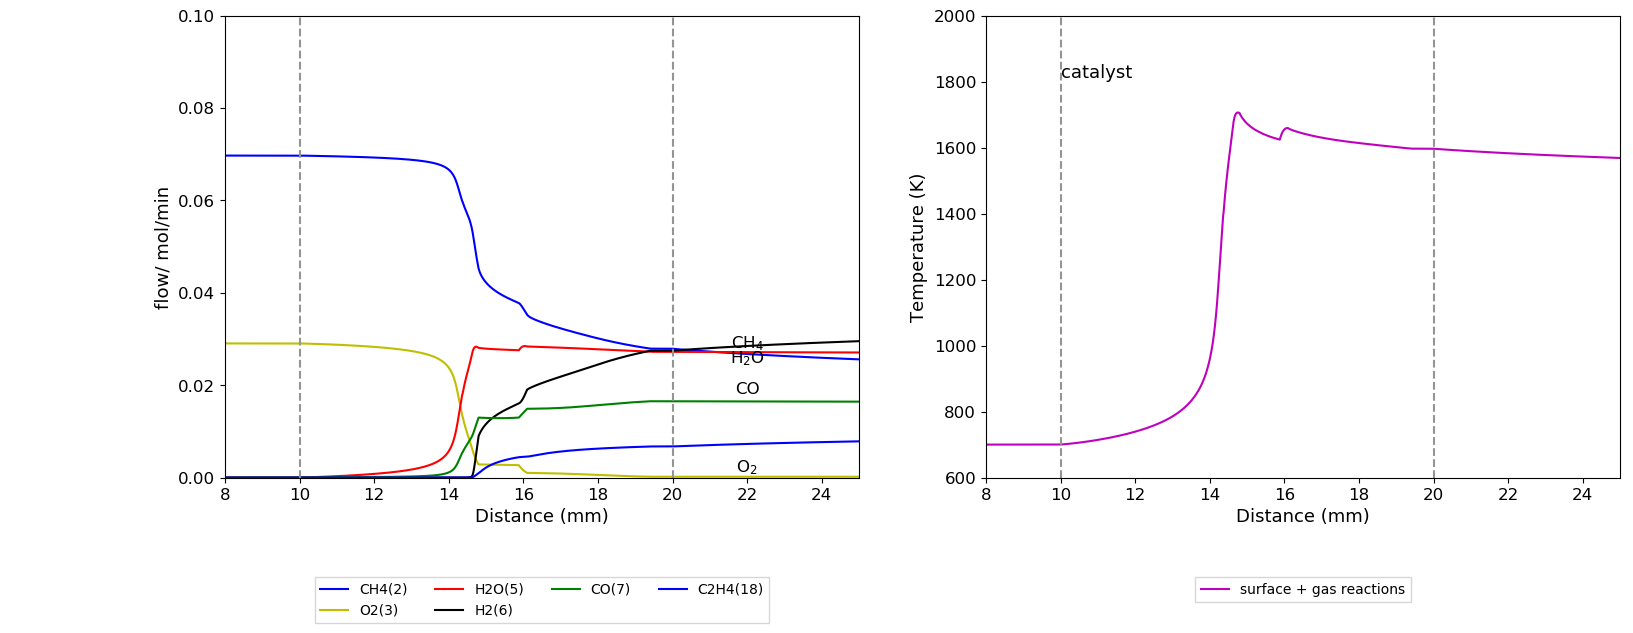 0.10
0.08
0.06
0.04
0.02
0.00
flow/ mol/min
8 10 12 14 16 18 20 22 24
Distance (mm)
CH₄
H₂O
CO
O₂
CH4(2) H2O(5) CO(7) C2H4(18)
O2(3) H2(6)
2000
1800
1600
1400
1200
1000
800
600
Temperature (K)
catalyst
8 10 12 14 16 18 20 22 24
Distance (mm)
surface + gas reactions